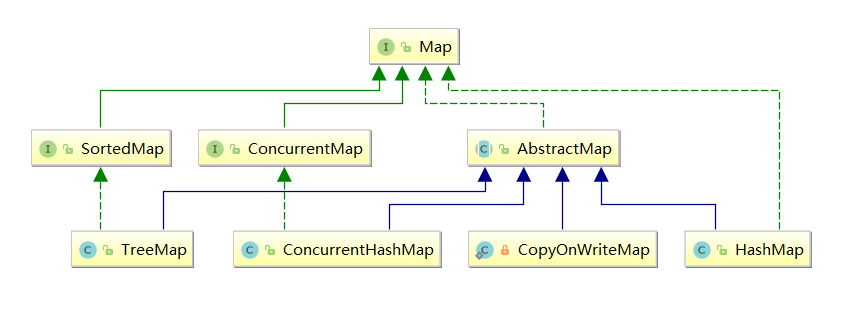 I Map
I SortedMap
I ConcurrentMap
C AbstractMap
C TreeMap
C ConcurrentHashMap
C CopyOnWriteMap
C HashMap